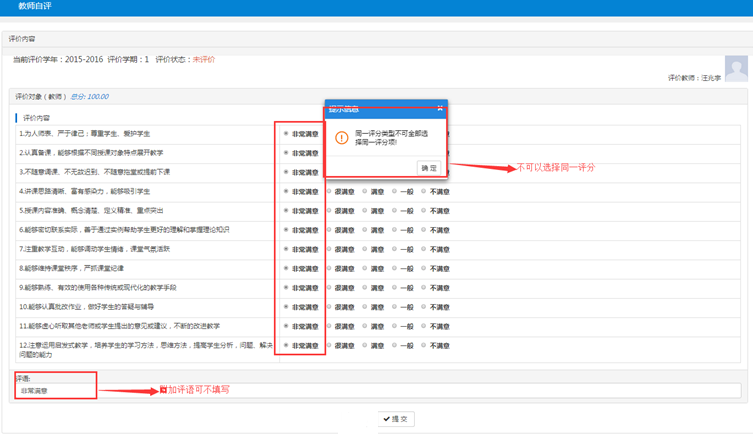 教师自评
评价内容
当前评价学年：2015-2016 评价学期：1 评价状态：未评价
评价教师：汪兆宇
评价对象（教师）总分: 100.00
评价内容
提示信息
同一评分类型不可全部选择同一评分项!
确 定
不可以选择同一评分
1.为人师表、严于律己；尊重学生、爱护学生 非常满意
2.认真备课，能够根据不同授课对象特点展开教学 非常满意
3.不随意调课、不无故迟到、不随意拖堂或提前下课 非常满意
4.讲课思路清晰、富有感染力，能够吸引学生 非常满意 很满意 满意 一般 不满意
5.授课内容准确、概念清楚、定义精准、重点突出 非常满意 很满意 满意 一般 不满意
6.能够密切联系实际，善于通过实例帮助学生更好的理解和掌握理论知识 非常满意 很满意 满意 一般 不满意
7.注重教学互动，能够调动学生情绪，课堂气氛活跃 非常满意 很满意 满意 一般 不满意
8.能够维持课堂秩序，严抓课堂纪律 非常满意 很满意 满意 一般 不满意
9.能够熟练、有效的使用各种传统或现代化的教学手段 非常满意 很满意 满意 一般 不满意
10.能够认真批改作业，做好学生的答疑与辅导 非常满意 很满意 满意 一般 不满意
11.能够虚心听取其他老师或学生提出的意见或建议，不断的改进教学 非常满意 很满意 满意 一般 不满意
12.注意运用启发式教学，培养学生的学习方法，思维方法，提高学生分析，问题、解决问题的能力 非常满意 很满意 满意 一般 不满意
评语:
非常满意
附加评语可不填写
提 交